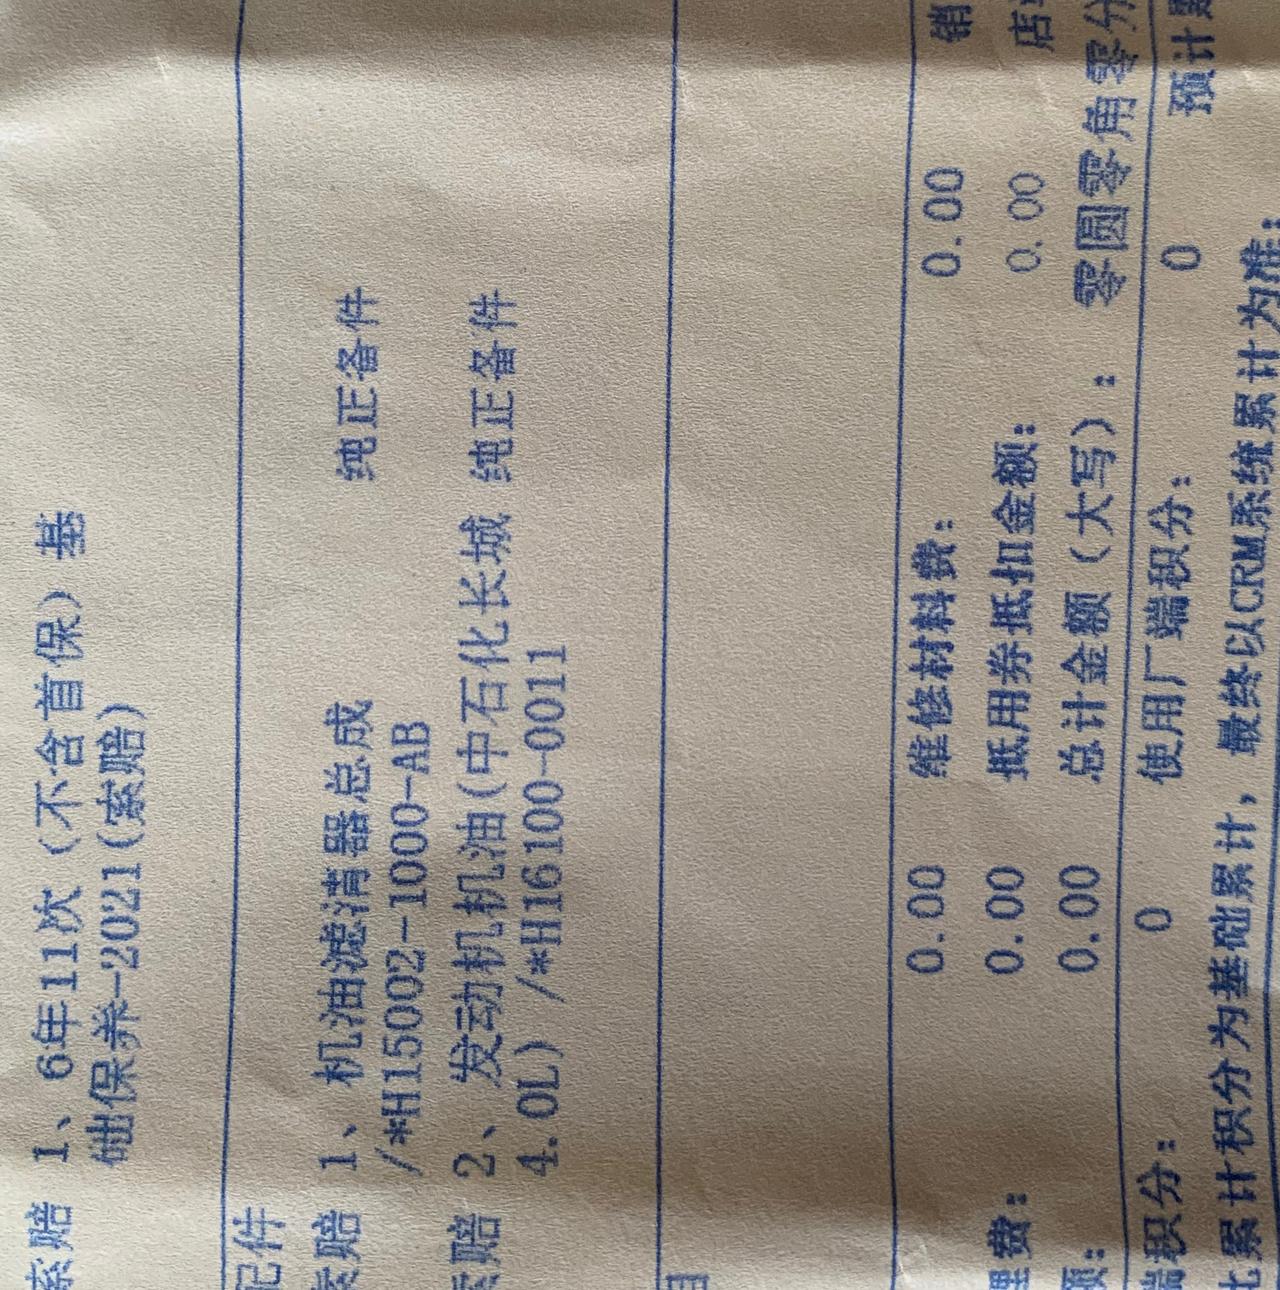 索赔 1、6年11次（不含首保）基
础保养-2021(索赔)
配件
索赔 1、机油滤清器总成 纯正备件
/*H15002-1000-AB
索赔 2、发动机机油(中石化长城 纯正备件
4.0L) /*H16100-0011
理费： 0.00 维修材料费： 0.00 销
0.00 抵用券抵扣金额： 0.00 店
额： 0.00 总计金额（大写）： 零圆零角零分
端积分： 0 使用厂端积分： 0 预计累
比累计积分为基础累计，最终以CRM系统累计为准；